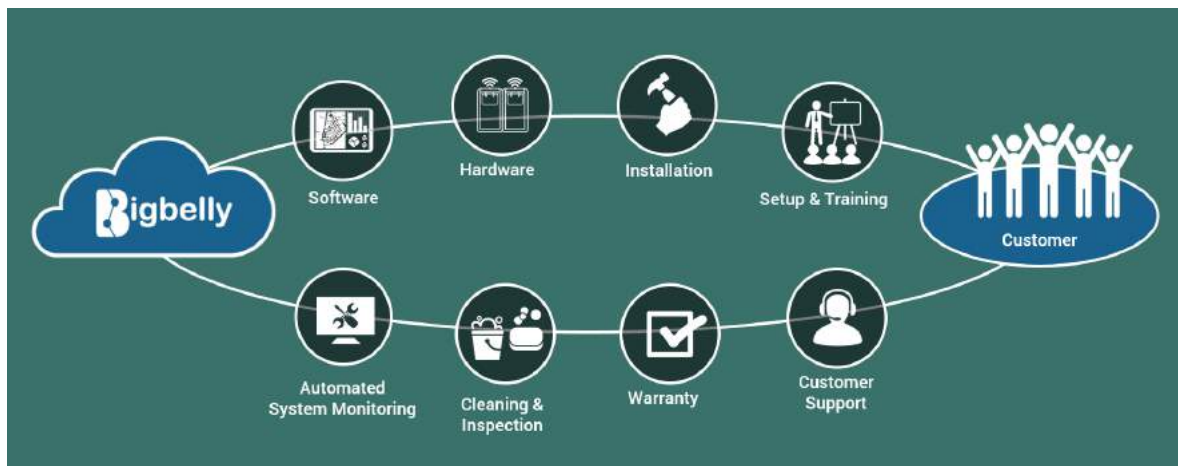 Bigbelly
Software
Hardware
Installation
Setup & Training
Customer
Automated
System Monitoring
Cleaning &
Inspection
Warranty
Customer
Support